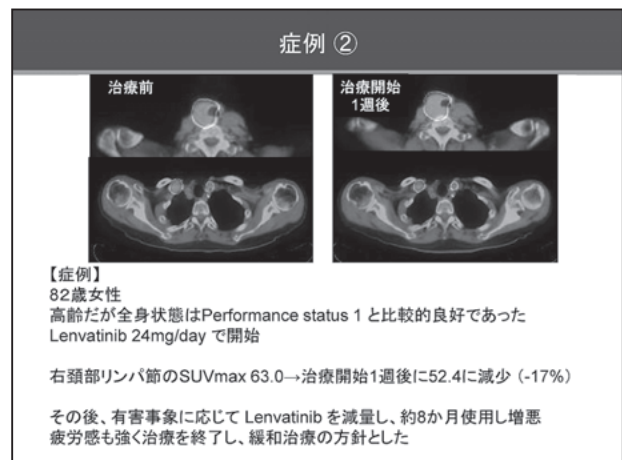 症例 ②
治療前
治療開始
1週後
【症例】
82歳女性
高齢だが全身状態はPerformance status 1 と比較的良好であった
Lenvatinib 24mg/day で開始
右頚部リンパ節のSUVmax 63.0→治療開始1週後に52.4に減少 (-17%)
その後、有害事象に応じて Lenvatinib を減量し、約8か月使用し増悪
疲労感も強く治療を終了し、緩和治療の方針とした